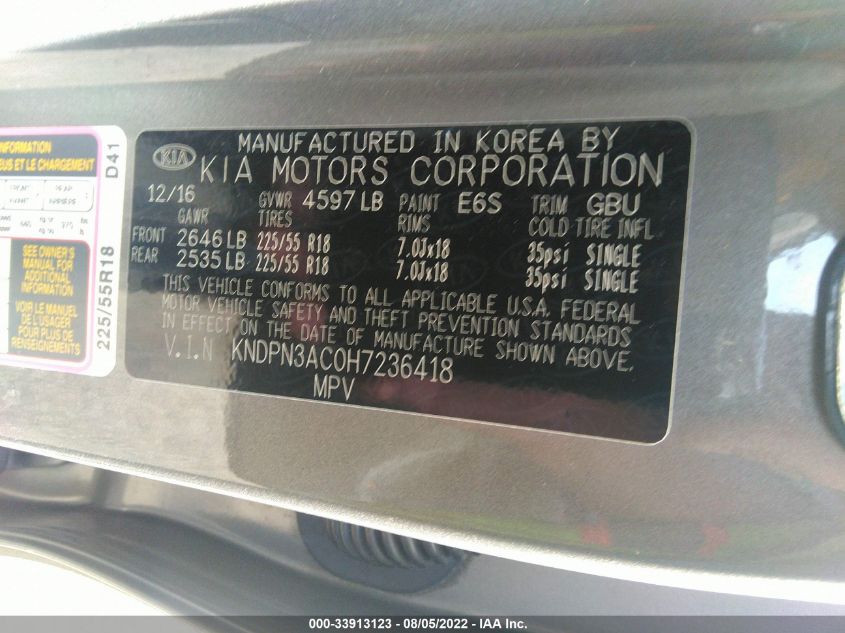 MANUFACTURED IN KOREA BY
KIA KIA MOTORS CORPORATION
12/16 GVWR 4597 LB PAINT E6S TRIM GBU
GAWR TIRES RIMS COLD TIRE INFL.
FRONT 2646 LB 225/55 R18 7.0Jx18 35psi SINGLE
REAR 2535 LB 225/55 R18 7.0Jx18 35psi SINGLE
THIS VEHICLE CONFORMS TO ALL APPLICABLE U.S.A. FEDERAL
MOTOR VEHICLE SAFETY AND THEFT PREVENTION STANDARDS
IN EFFECT ON THE DATE OF MANUFACTURE SHOWN ABOVE.
V.I.N KNDPN3AC0H7236418
MPV
INFORMATION
EUS ET LE CHARGEMENT
D41
SEE OWNER'S
MANUAL FOR
ADDITIONAL
INFORMATION
VOIR LE MANUEL
DE L'USAGER
POUR PLUS DE
RENSEIGNEMENTS
225/55R18
000-33913123 - 08/05/2022 - IAA Inc.